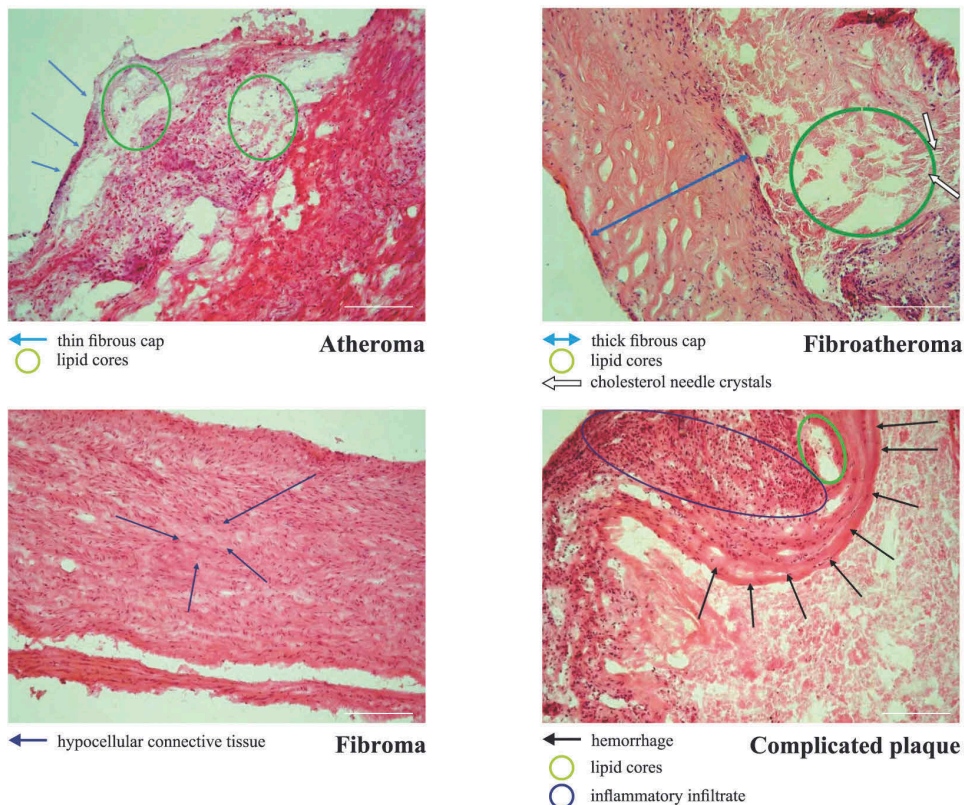 thin fibrous cap
lipid cores
Atheroma
thick fibrous cap
lipid cores
cholesterol needle crystals
Fibroatheroma
hypocellular connective tissue
Fibroma
hemorrhage
lipid cores
inflammatory infiltrate
Complicated plaque